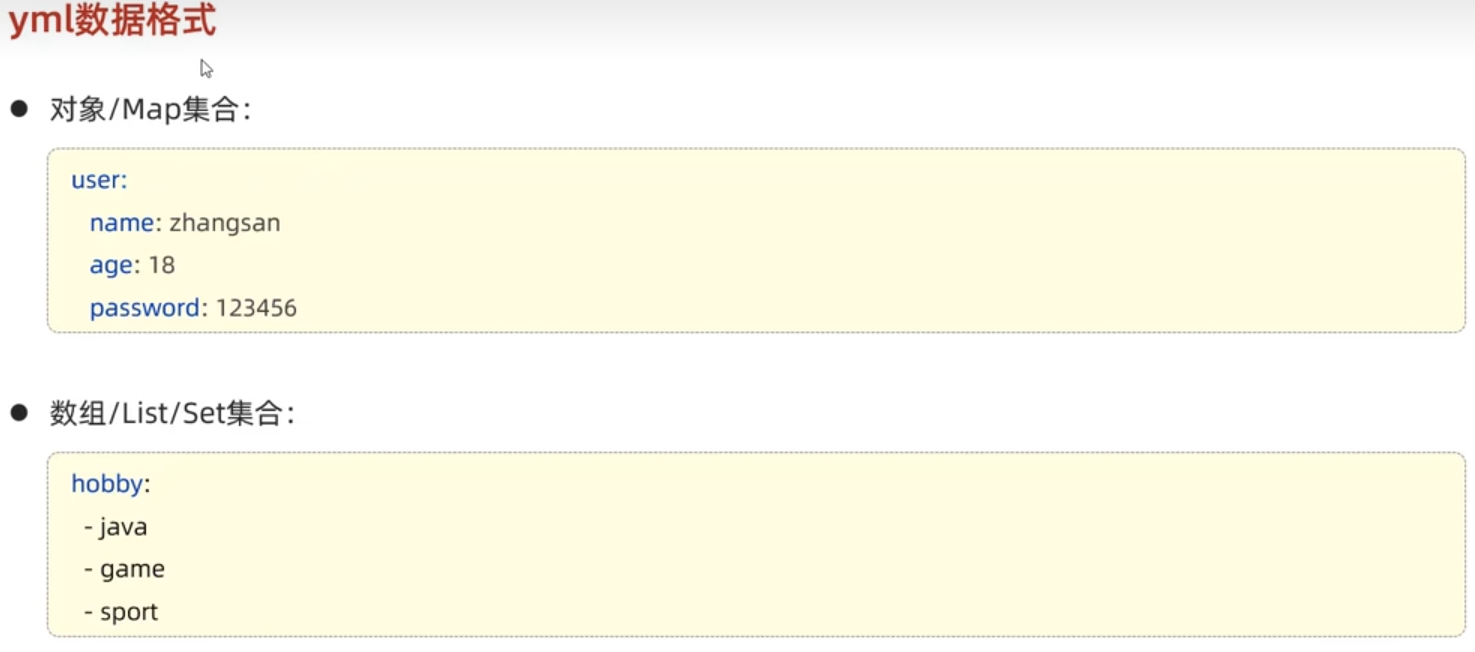 yml数据格式
● 对象/Map集合：
user:
name: zhangsan
age: 18
password: 123456
● 数组/List/Set集合：
hobby:
- java
- game
- sport